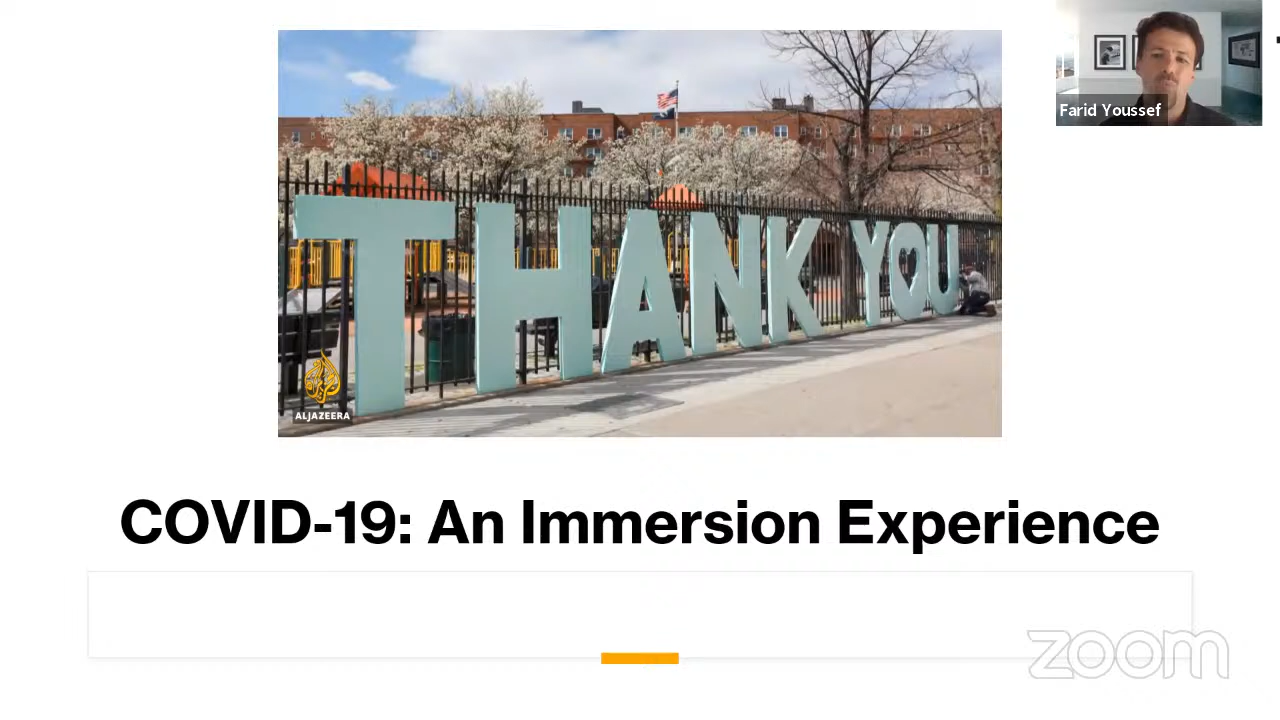 THANK YOU
ALJAZEERA
Farid Youssef
COVID-19: An Immersion Experience
zoom